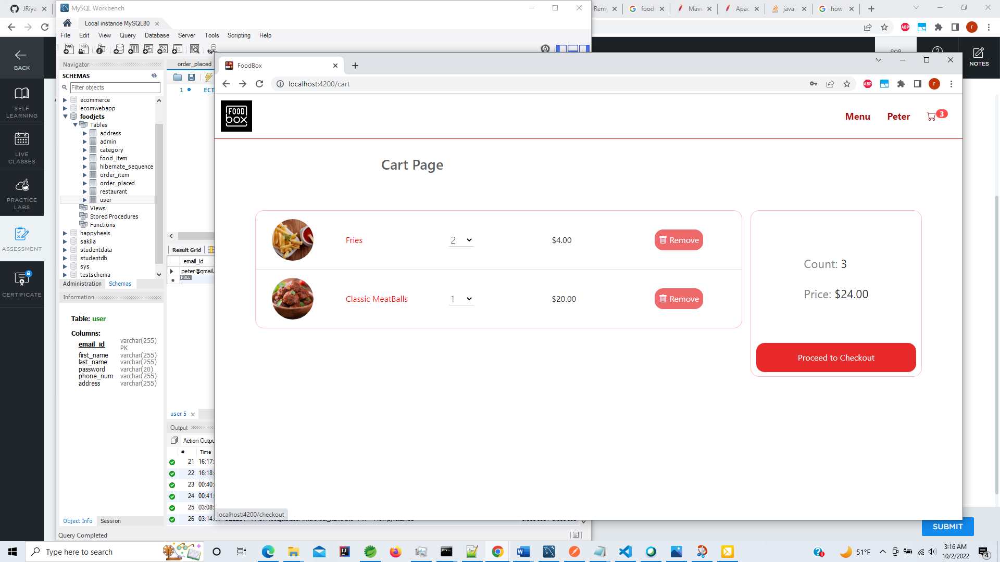 JRiya
MySQL Workbench
Local instance MySQL80
File Edit View Query Database Server Tools Scripting Help
Remy
food
Mave
Apac
java
how
ABP
r
BACK
SELF LEARNING
LIVE CLASSES
PRACTICE LABS
ASSESSMENT
CERTIFICATE
NOTES
Navigator
SCHEMAS
Filter objects
ecommerce
ecomwebapp
foodjets
Tables
address
admin
category
food_item
hibernate_sequence
order_item
order_placed
restaurant
user
Views
Stored Procedures
Functions
happyheels
sakila
studentdata
studentdb
sys
testschema
Administration Schemas
Information
Table: user
Columns:
email_id varchar(255) PK
first_name varchar(255)
last_name varchar(255)
password varchar(20)
phone_num varchar(255)
address varchar(255)
Object Info Session
Query Completed
order_placed
1 ECT
Result Grid
email_id
peter@gmail.
NULL
user 5
Output
Action Outpu
# Time
21 16:17:
22 16:18:
23 00:40:
24 00:41:
25 03:08:
26 03:14:
FoodBox
localhost:4200/cart
ABP
r
FOOD
box
Menu Peter 3
Cart Page
Fries 2 $4.00 Remove
Classic MeatBalls 1 $20.00 Remove
Count: 3
Price: $24.00
Proceed to Checkout
localhost:4200/checkout
SUBMIT
Type here to search
51°F
3:16 AM
10/2/2022
4